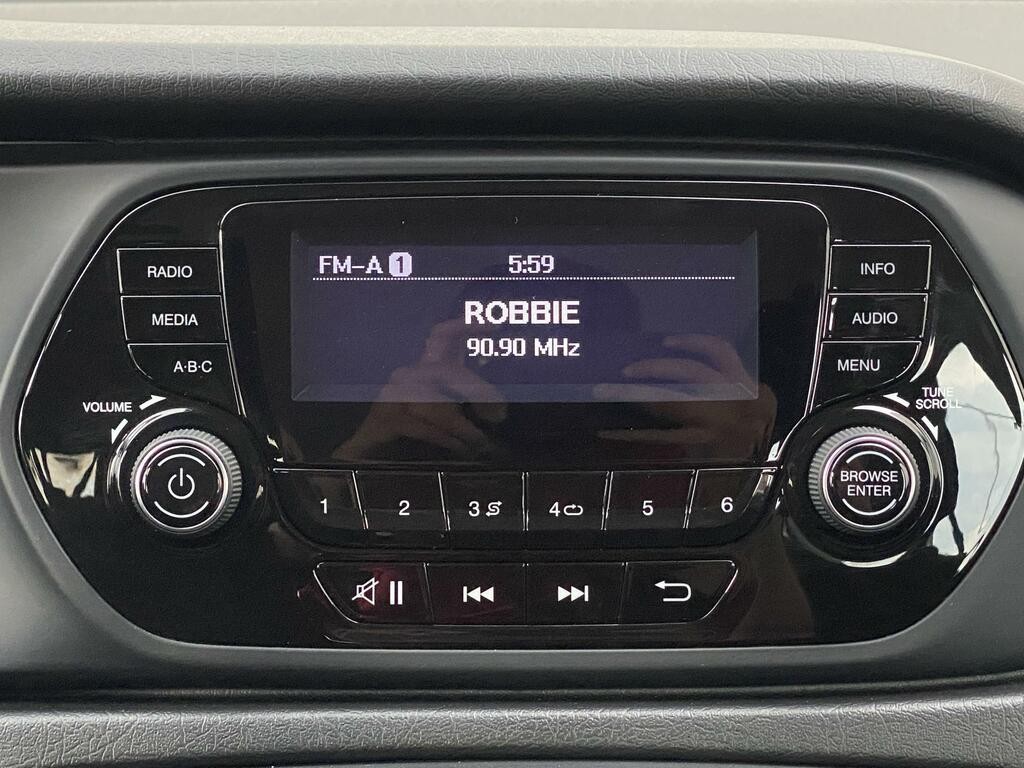 FM-A 1 5:59
ROBBIE
90.90 MHz
RADIO
MEDIA
A·B·C
VOLUME
INFO
AUDIO
MENU
TUNE
SCROLL
BROWSE
ENTER
1 2 3 4 5 6